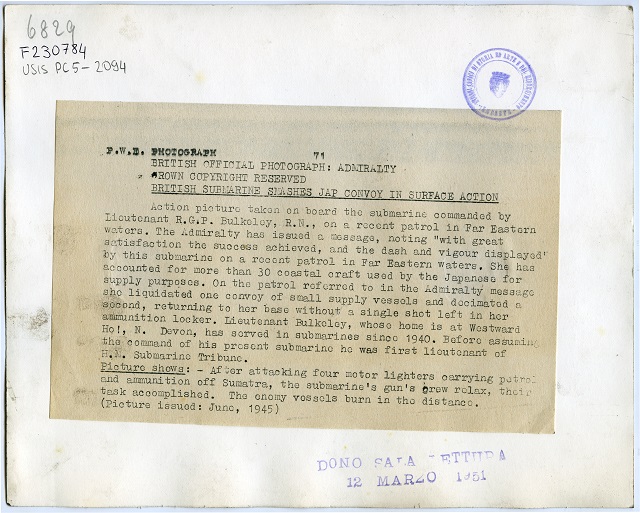 6829
F230784
USIS PC5-2094
P.W.D. PHOTOGRAPH
71
BRITISH OFFICIAL PHOTOGRAPH: ADMIRALTY
ROWN COPYRIGHT RESERVED
BRITISH SUBMARINE SMASHES JAP CONVOY IN SURFACE ACTION
Action picture taken on board the submarine commanded by
Lieutenant R.G.P. Bulkeley, R.N., on a recent patrol in Far Eastern
waters. The Admiralty has issued a message, noting "with great
satisfaction the success achieved, and the dash and vigour displayed"
by this submarine on a recent patrol in Far Eastern waters. She has
accounted for more than 30 coastal craft used by the Japanese for
supply purposes. On the patrol referred to in the Admiralty message
she liquidated one convoy of small supply vessels and decimated a
second, returning to her base without a single shot left in her
ammunition locker. Lieutenant Bulkeley, whose home is at Westward
Ho!, N. Devon, has served in submarines since 1940. Before assuming
the command of his present submarine he was first lieutenant of
H.M. Submarine Tribune.
Picture shows: - After attacking four motor lighters carrying petrol
and ammunition off Sumatra, the submarine's gun's crew relax, their
task accomplished. The enemy vessels burn in the distance.
(Picture issued: June, 1945)
DONO SALA LETTURA
12 MARZO 1951